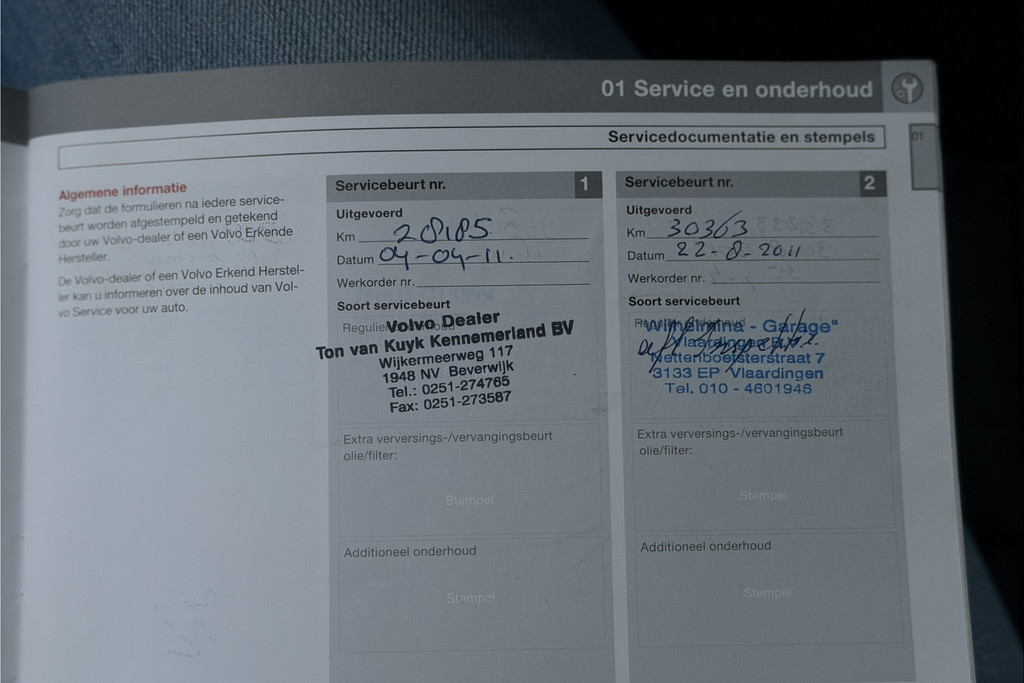 01 Service en onderhoud
Servicedocumentatie en stempels
01
Algemene informatie
Zorg dat de formulieren na iedere service-
beurt worden afgestempeld en getekend
door uw Volvo-dealer of een Volvo Erkende
Hersteller.
De Volvo-dealer of een Volvo Erkend Herstel-
ler kan u informeren over de inhoud van Vol-
vo Service voor uw auto.
Servicebeurt nr. 1
Uitgevoerd
Km 28185
Datum 04-04-11.
Werkorder nr.
Soort servicebeurt
Regulier
Volvo Dealer
Ton van Kuyk Kennemerland BV
Wijkermeerweg 117
1948 NV Beverwijk
Tel.: 0251-274765
Fax: 0251-273587
Extra verversings-/vervangingsbeurt
olie/filter:
Stempel
Additioneel onderhoud
Stempel
Servicebeurt nr. 2
Uitgevoerd
Km 30363
Datum 22-8-2011
Werkorder nr.
Soort servicebeurt
"Wilhelmina - Garage"
Nettenboetsterstraat 7
3133 EP Vlaardingen
Tel. 010 - 4601946
Extra verversings-/vervangingsbeurt
olie/filter:
Stempel
Additioneel onderhoud
Stempel